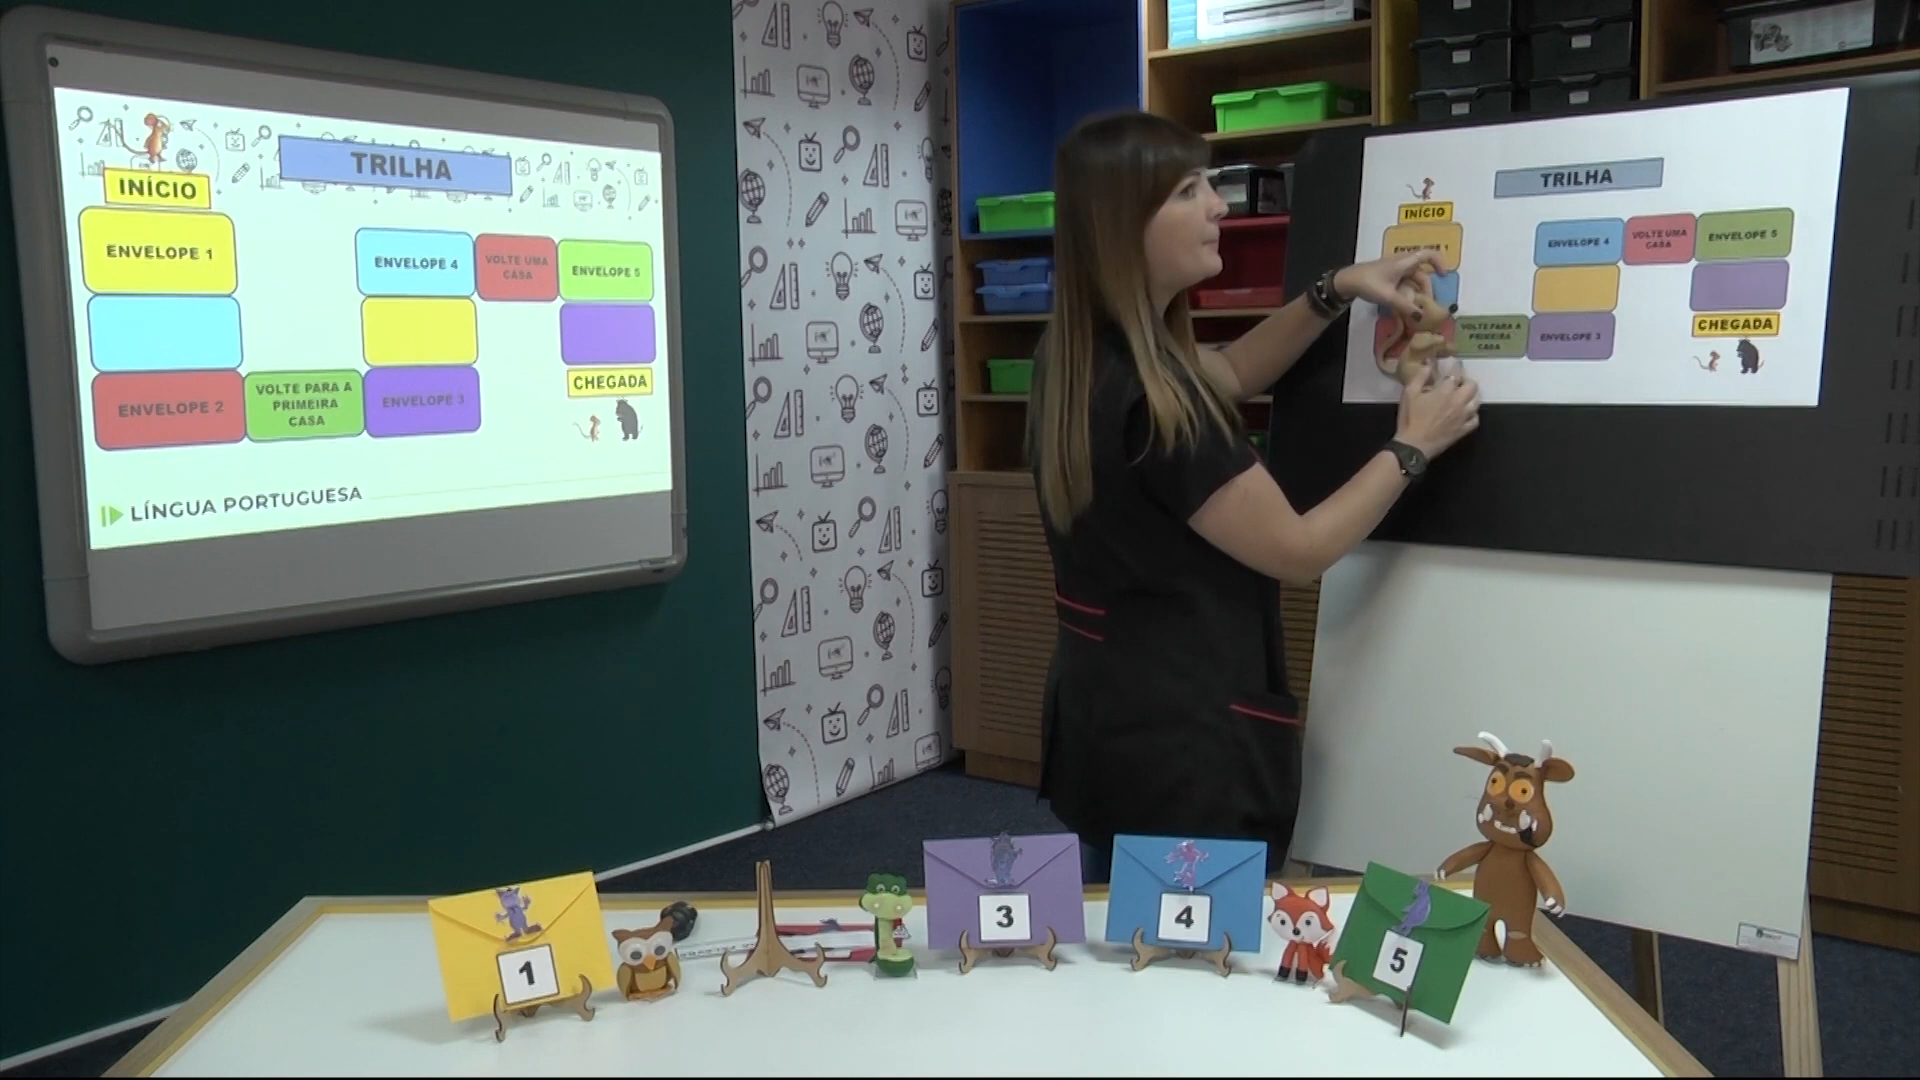 TRILHA
INÍCIO
ENVELOPE 1
ENVELOPE 4
VOLTE UMA
CASA
ENVELOPE 5
ENVELOPE 2
VOLTE PARA A
PRIMEIRA
CASA
ENVELOPE 3
CHEGADA
LÍNGUA PORTUGUESA
TRILHA
INÍCIO
ENVELOPE 1
ENVELOPE 4
VOLTE UMA
CASA
ENVELOPE 5
VOLTE PARA A
PRIMEIRA
CASA
ENVELOPE 3
CHEGADA
1
3
4
5